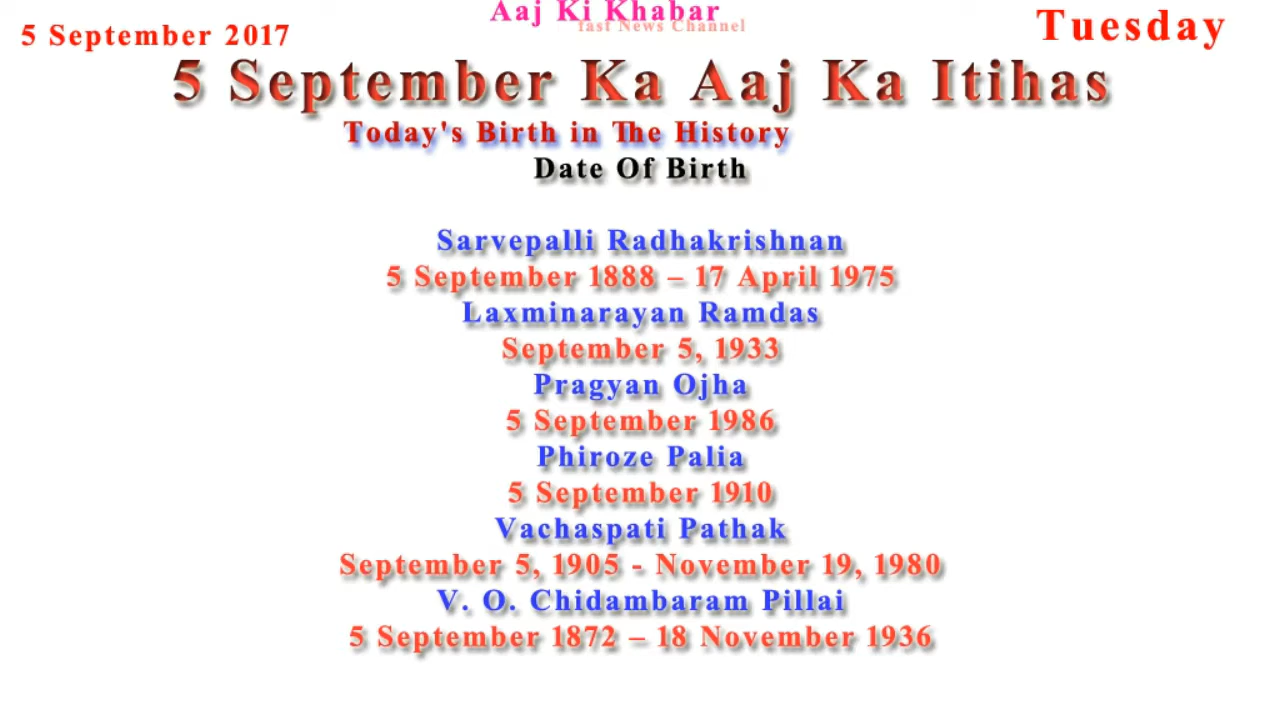 Aaj Ki Khabar
fast News Channel
5 September 2017
Tuesday
5 September Ka Aaj Ka Itihas
Today's Birth in The History
Date Of Birth
Sarvepalli Radhakrishnan
5 September 1888 – 17 April 1975
Laxminarayan Ramdas
September 5, 1933
Pragyan Ojha
5 September 1986
Phiroze Palia
5 September 1910
Vachaspati Pathak
September 5, 1905 - November 19, 1980
V. O. Chidambaram Pillai
5 September 1872 – 18 November 1936